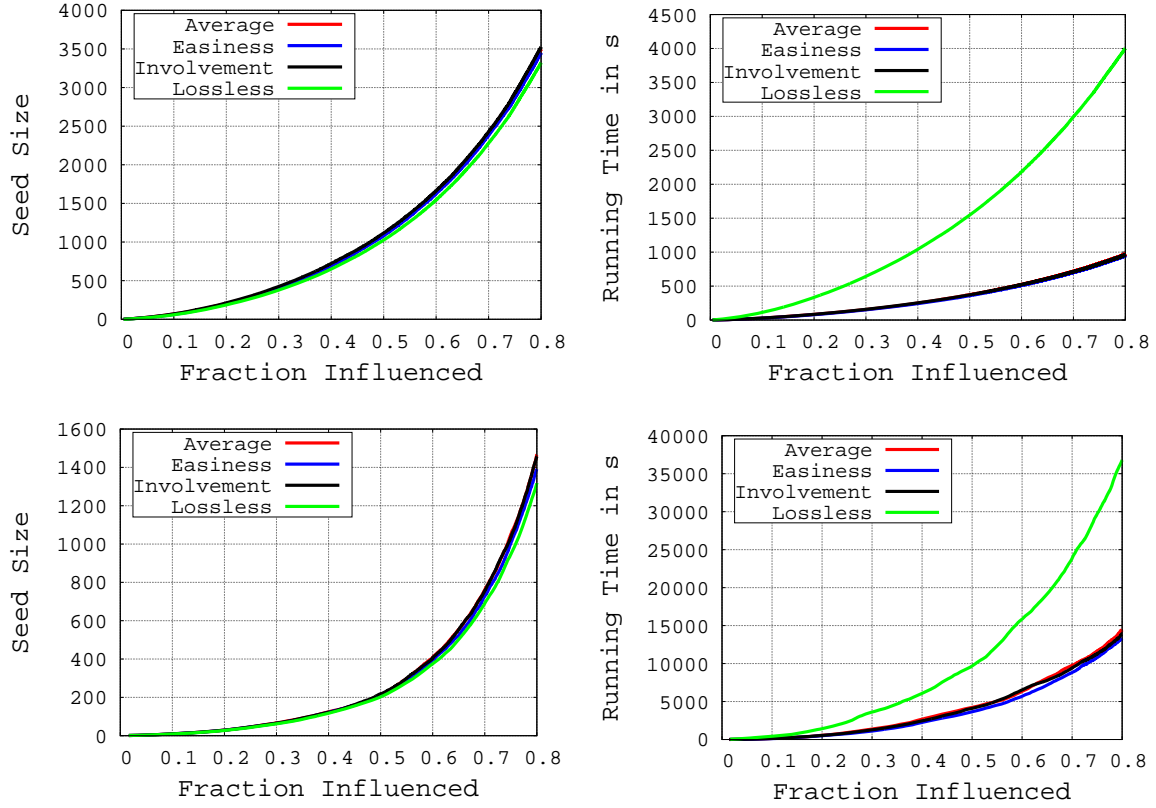 Seed Size
4000
3500
3000
2500
2000
1500
1000
500
0
Average
Easiness
Involvement
Lossless
0 0.1 0.2 0.3 0.4 0.5 0.6 0.7 0.8
Fraction Influenced
Running Time in s
4500
4000
3500
3000
2500
2000
1500
1000
500
0
Average
Easiness
Involvement
Lossless
0 0.1 0.2 0.3 0.4 0.5 0.6 0.7 0.8
Fraction Influenced
Seed Size
1600
1400
1200
1000
800
600
400
200
0
Average
Easiness
Involvement
Lossless
0 0.1 0.2 0.3 0.4 0.5 0.6 0.7 0.8
Fraction Influenced
Running Time in s
40000
35000
30000
25000
20000
15000
10000
5000
0
Average
Easiness
Involvement
Lossless
0 0.1 0.2 0.3 0.4 0.5 0.6 0.7 0.8
Fraction Influenced